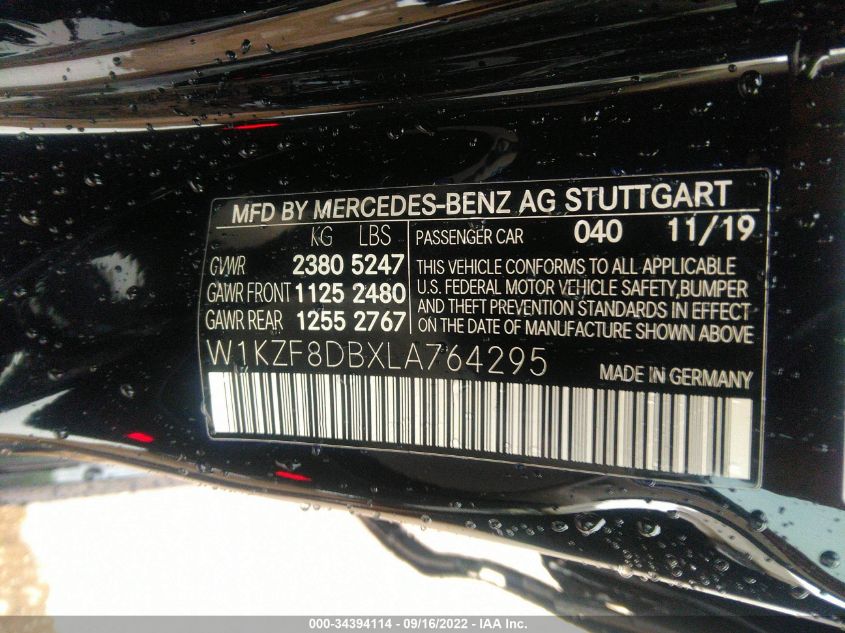 MFD BY MERCEDES-BENZ AG STUTTGART
KG LBS
GVWR 2380 5247
GAWR FRONT 1125 2480
GAWR REAR 1255 2767
PASSENGER CAR 040 11/19
THIS VEHICLE CONFORMS TO ALL APPLICABLE
U.S. FEDERAL MOTOR VEHICLE SAFETY,BUMPER
AND THEFT PREVENTION STANDARDS IN EFFECT
ON THE DATE OF MANUFACTURE SHOWN ABOVE
W1KZF8DBXLA764295
MADE IN GERMANY
000-34394114 - 09/16/2022 - IAA Inc.